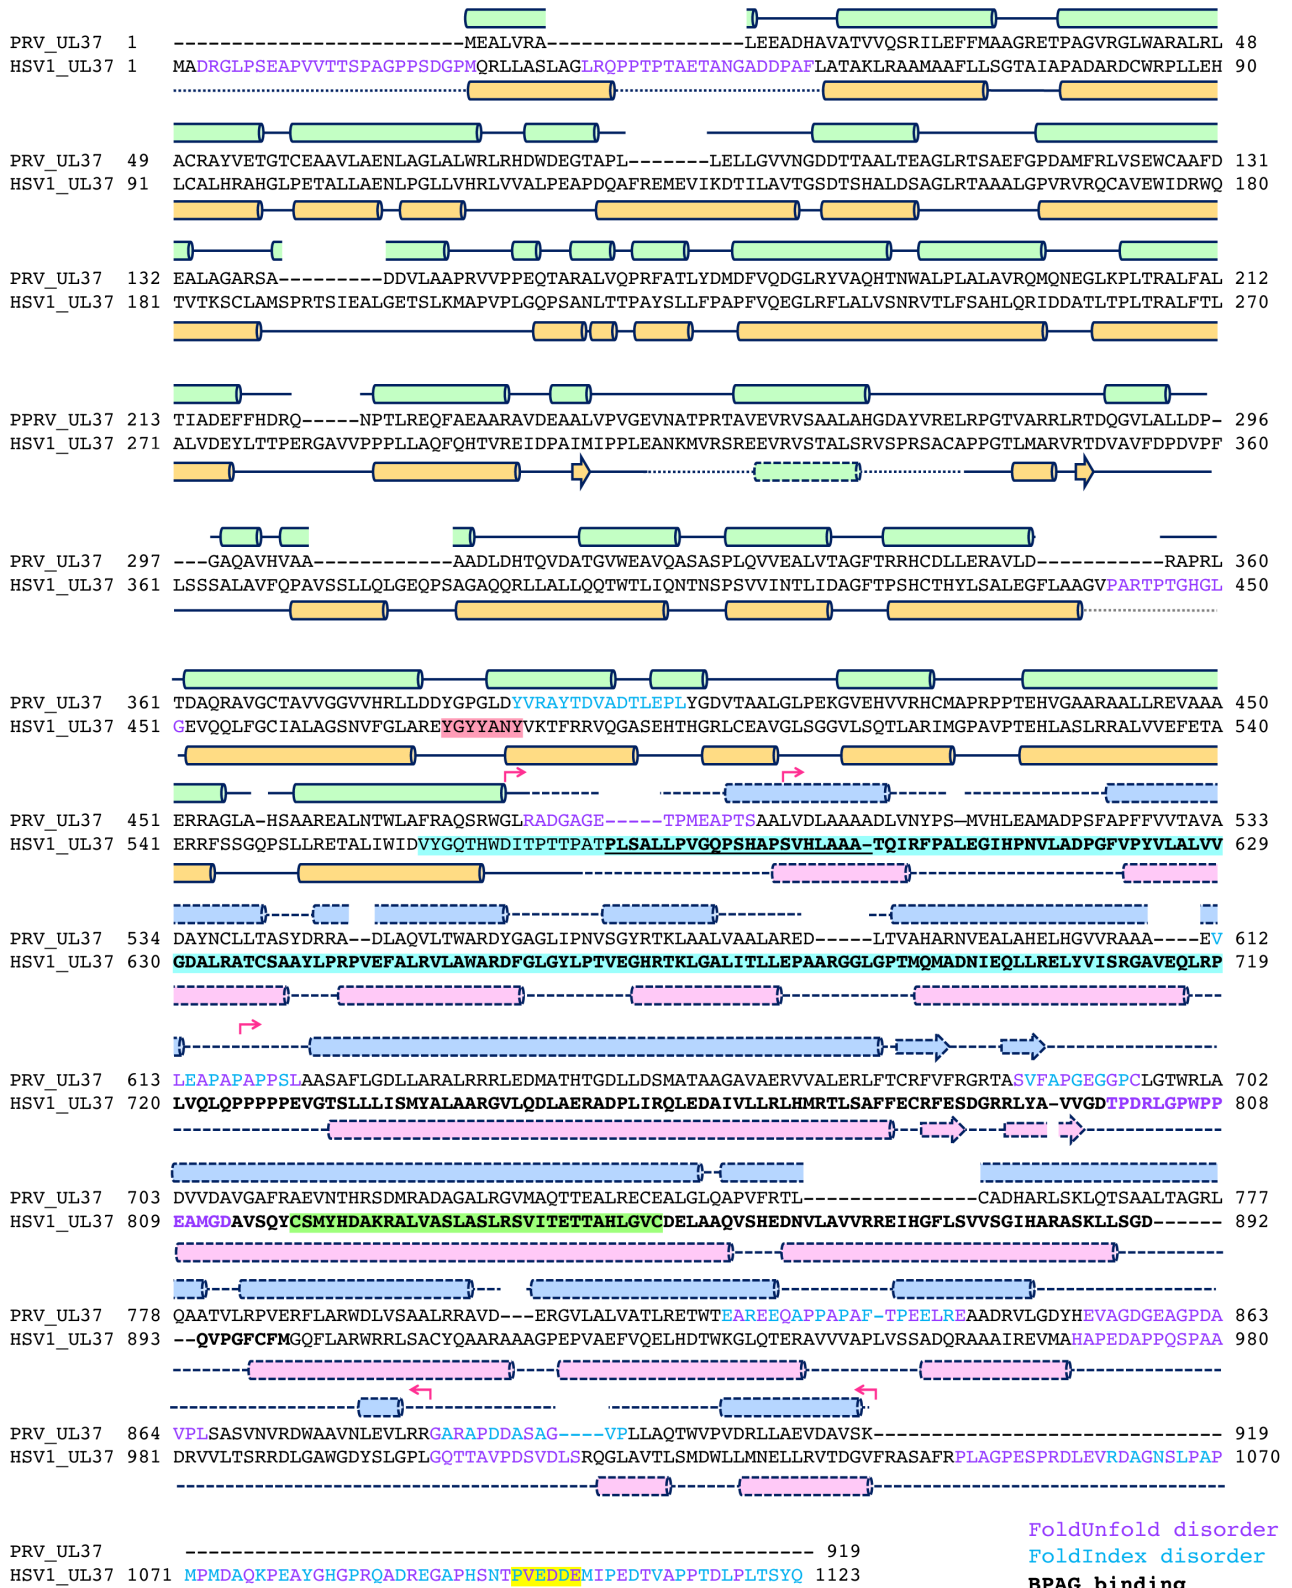 PRV_UL37 1 -------------------------MEALVRA-----------------LEEADHAVATVVQSRILEFFMAAGRETPAGVRGLWARALRL 48
HSV1_UL37 1 MADRGLPSEAPVVTTSPAGPPSDGPMQRLLASLAGLRQPPTPTAETANGADDPAFLATAKLRAAMAAFLLSGTAIAPADARDCWRPLLEH 90
PRV_UL37 49 ACRAYVETGTCEAAVLAENLAGLALWRLRHDWDEGTAPL-------LELLGVVNGDDTTAALTEAGLRTSAEFGPDAMFRLVSEWCAAFD 131
HSV1_UL37 91 LCALHRAHGLPETALLAENLPGLLVHRLVVALPEAPDQAFREMEVIKDTILAVTGSDTSHALDSAGLRTAAALGPVRVRQCAVEWIDRWQ 180
PRV_UL37 132 EALAGARSA---------DDVLAAPRVVPPEQTARALVQPRFATLYDMDFVQDGLRYVAQHTNWALPLALAVRQMQNEGLKPLTRALFAL 212
HSV1_UL37 181 TVTKSCLAMSPRTSIEALGETSLKMAPVPLGQPSANLTTPAYSLLFPAPFVQEGLRFLALVSNRVTLFSAHLQRIDDATLTPLTRALFTL 270
PPRV_UL37 213 TIADEFFHDRQ-----NPTLREQFAEAARAVDEAALVPVGEVNATPRTAVEVRVSAALAHGDAYVRELRPGTVARRLRTDQGVLALLDP- 296
HSV1_UL37 271 ALVDEYLTTPERGAVVPPPLLAQFQHTVREIDPAIMIPPLEANKMVRSREEVRVSTALSRVSPRSACAPPGTLMARVRTDVAVFDPDVPF 360
PRV_UL37 297 ---GAQAVHVAA------------AADLDHTQVDATGVWEAVQASASPLQVVEALVTAGFTRRHCDLLERAVLD-----------RAPRL 360
HSV1_UL37 361 LSSSALAVFQPAVSSLLQLGEQPSAGAQQRLLALLQQTWTLIQNTNSPSVVINTLIDAGFTPSHCTHYLSALEGFLAAGVPARTPTGHGL 450
PRV_UL37 361 TDAQRAVGCTAVVGGVVHRLLDDYGPGLDYVRAYTDVADTLEPLYGDVTAALGLPEKGVEHVVRHCMAPRPPTEHVGAARAALLREVAAA 450
HSV1_UL37 451 GEVQQLFGCIALAGSNVFGLAREYGYYANYVKTFRRVQGASEHTHGRLCEAVGLSGGVLSQTLARIMGPAVPTEHLASLRRALVVEFETA 540
PRV_UL37 451 ERRAGLA-HSAAREALNTWLAFRAQSRWGLRADGAGE-----TPMEAPTSAALVDLAAAADLVNYPS—MVHLEAMADPSFAPFFVVTAVA 533
HSV1_UL37 541 ERRFSSGQPSLLRETALIWIDVYGQTHWDITPTTPATPLSALLPVGQPSHAPSVHLAAA-TQIRFPALEGIHPNVLADPGFVPYVLALVV 629
PRV_UL37 534 DAYNCLLTASYDRRA--DLAQVLTWARDYGAGLIPNVSGYRTKLAALVAALARED-----LTVAHARNVEALAHELHGVVRAAA----EV 612
HSV1_UL37 630 GDALRATCSAAYLPRPVEFALRVLAWARDFGLGYLPTVEGHRTKLGALITLLEPAARGGLGPTMQMADNIEQLLRELYVISRGAVEQLRP 719
PRV_UL37 613 LEAPAPAPPSLAASAFLGDLLARALRRRLEDMATHTGDLLDSMATAAGAVAERVVALERLFTCRFVFRGRTASVFAPGEGGPCLGTWRLA 702
HSV1_UL37 720 LVQLQPPPPPEVGTSLLLISMYALAARGVLQDLAERADPLIRQLEDAIVLLRLHMRTLSAFFECRFESDGRRLYA-VVGDTPDRLGPWPP 808
PRV_UL37 703 DVVDAVGAFRAEVNTHRSDMRADAGALRGVMAQTTEALRECEALGLQAPVFRTL---------------CADHARLSKLQTSAALTAGRL 777
HSV1_UL37 809 EAMGDAVSQYCSMYHDAKRALVASLASLRSVITETTAHLGVCDELAAQVSHEDNVLAVVRREIHGFLSVVSGIHARASKLLSGD------ 892
PRV_UL37 778 QAATVLRPVERFLARWDLVSAALRRAVD---ERGVLALVATLRETWTEAREEQAPPAPAF-TPEELREAADRVLGDYHEVAGDGEAGPDA 863
HSV1_UL37 893 --QVPGFCFMGQFLARWRRLSACYQAARAAAGPEPVAEFVQELHDTWKGLQTERAVVVAPLVSSADQRAAAIREVMAHAPEDAPPQSPAA 980
PRV_UL37 864 VPLSASVNVRDWAAVNLEVLRRGARAPDDASAG----VPLLAQTWVPVDRLLAEVDAVSK------------------------------ 919
HSV1_UL37 981 DRVVLTSRRDLGAWGDYSLGPLGQTTAVPDSVDLSRQGLAVTLSMDWLLMNELLRVTDGVFRASAFRPLAGPESPRDLEVRDAGNSLPAP 1070
FoldUnfold disorder
FoldIndex disorder
PRV_UL37 ------------------------------------------------------ 919
HSV1_UL37 1071 MPMDAQKPEAYGHGPRQADREGAPHSNTPVEDDEMIPEDTVAPPTDLPLTSYQ 1123
BPAG binding